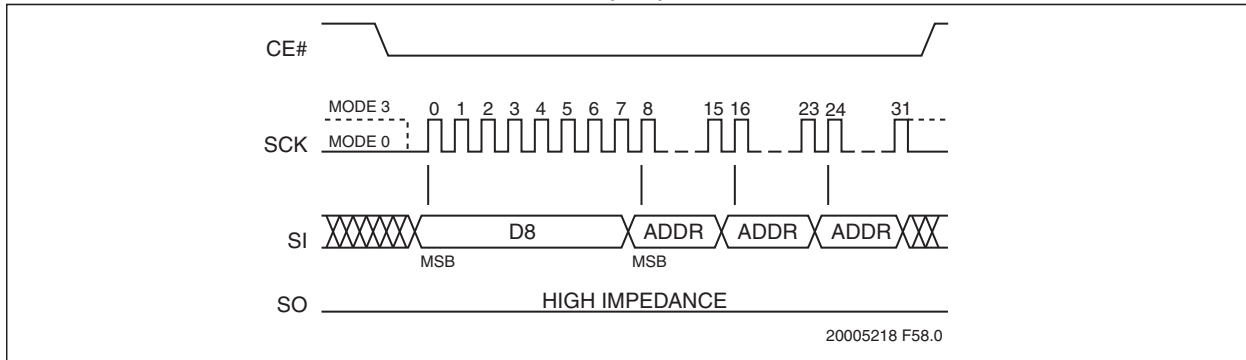 CE#
MODE 3
0 1 2 3 4 5 6 7 8 15 16 23 24 31
SCK
MODE 0
SI
D8 ADDR ADDR ADDR
MSB MSB
SO
HIGH IMPEDANCE
20005218 F58.0